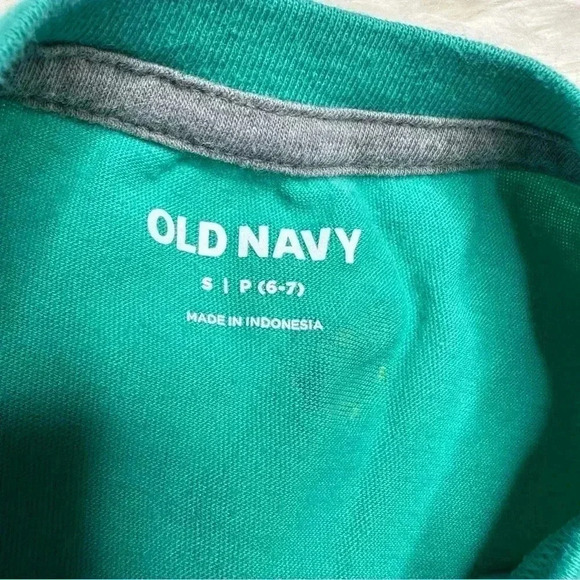 OLD NAVY
S | P (6-7)
MADE IN INDONESIA